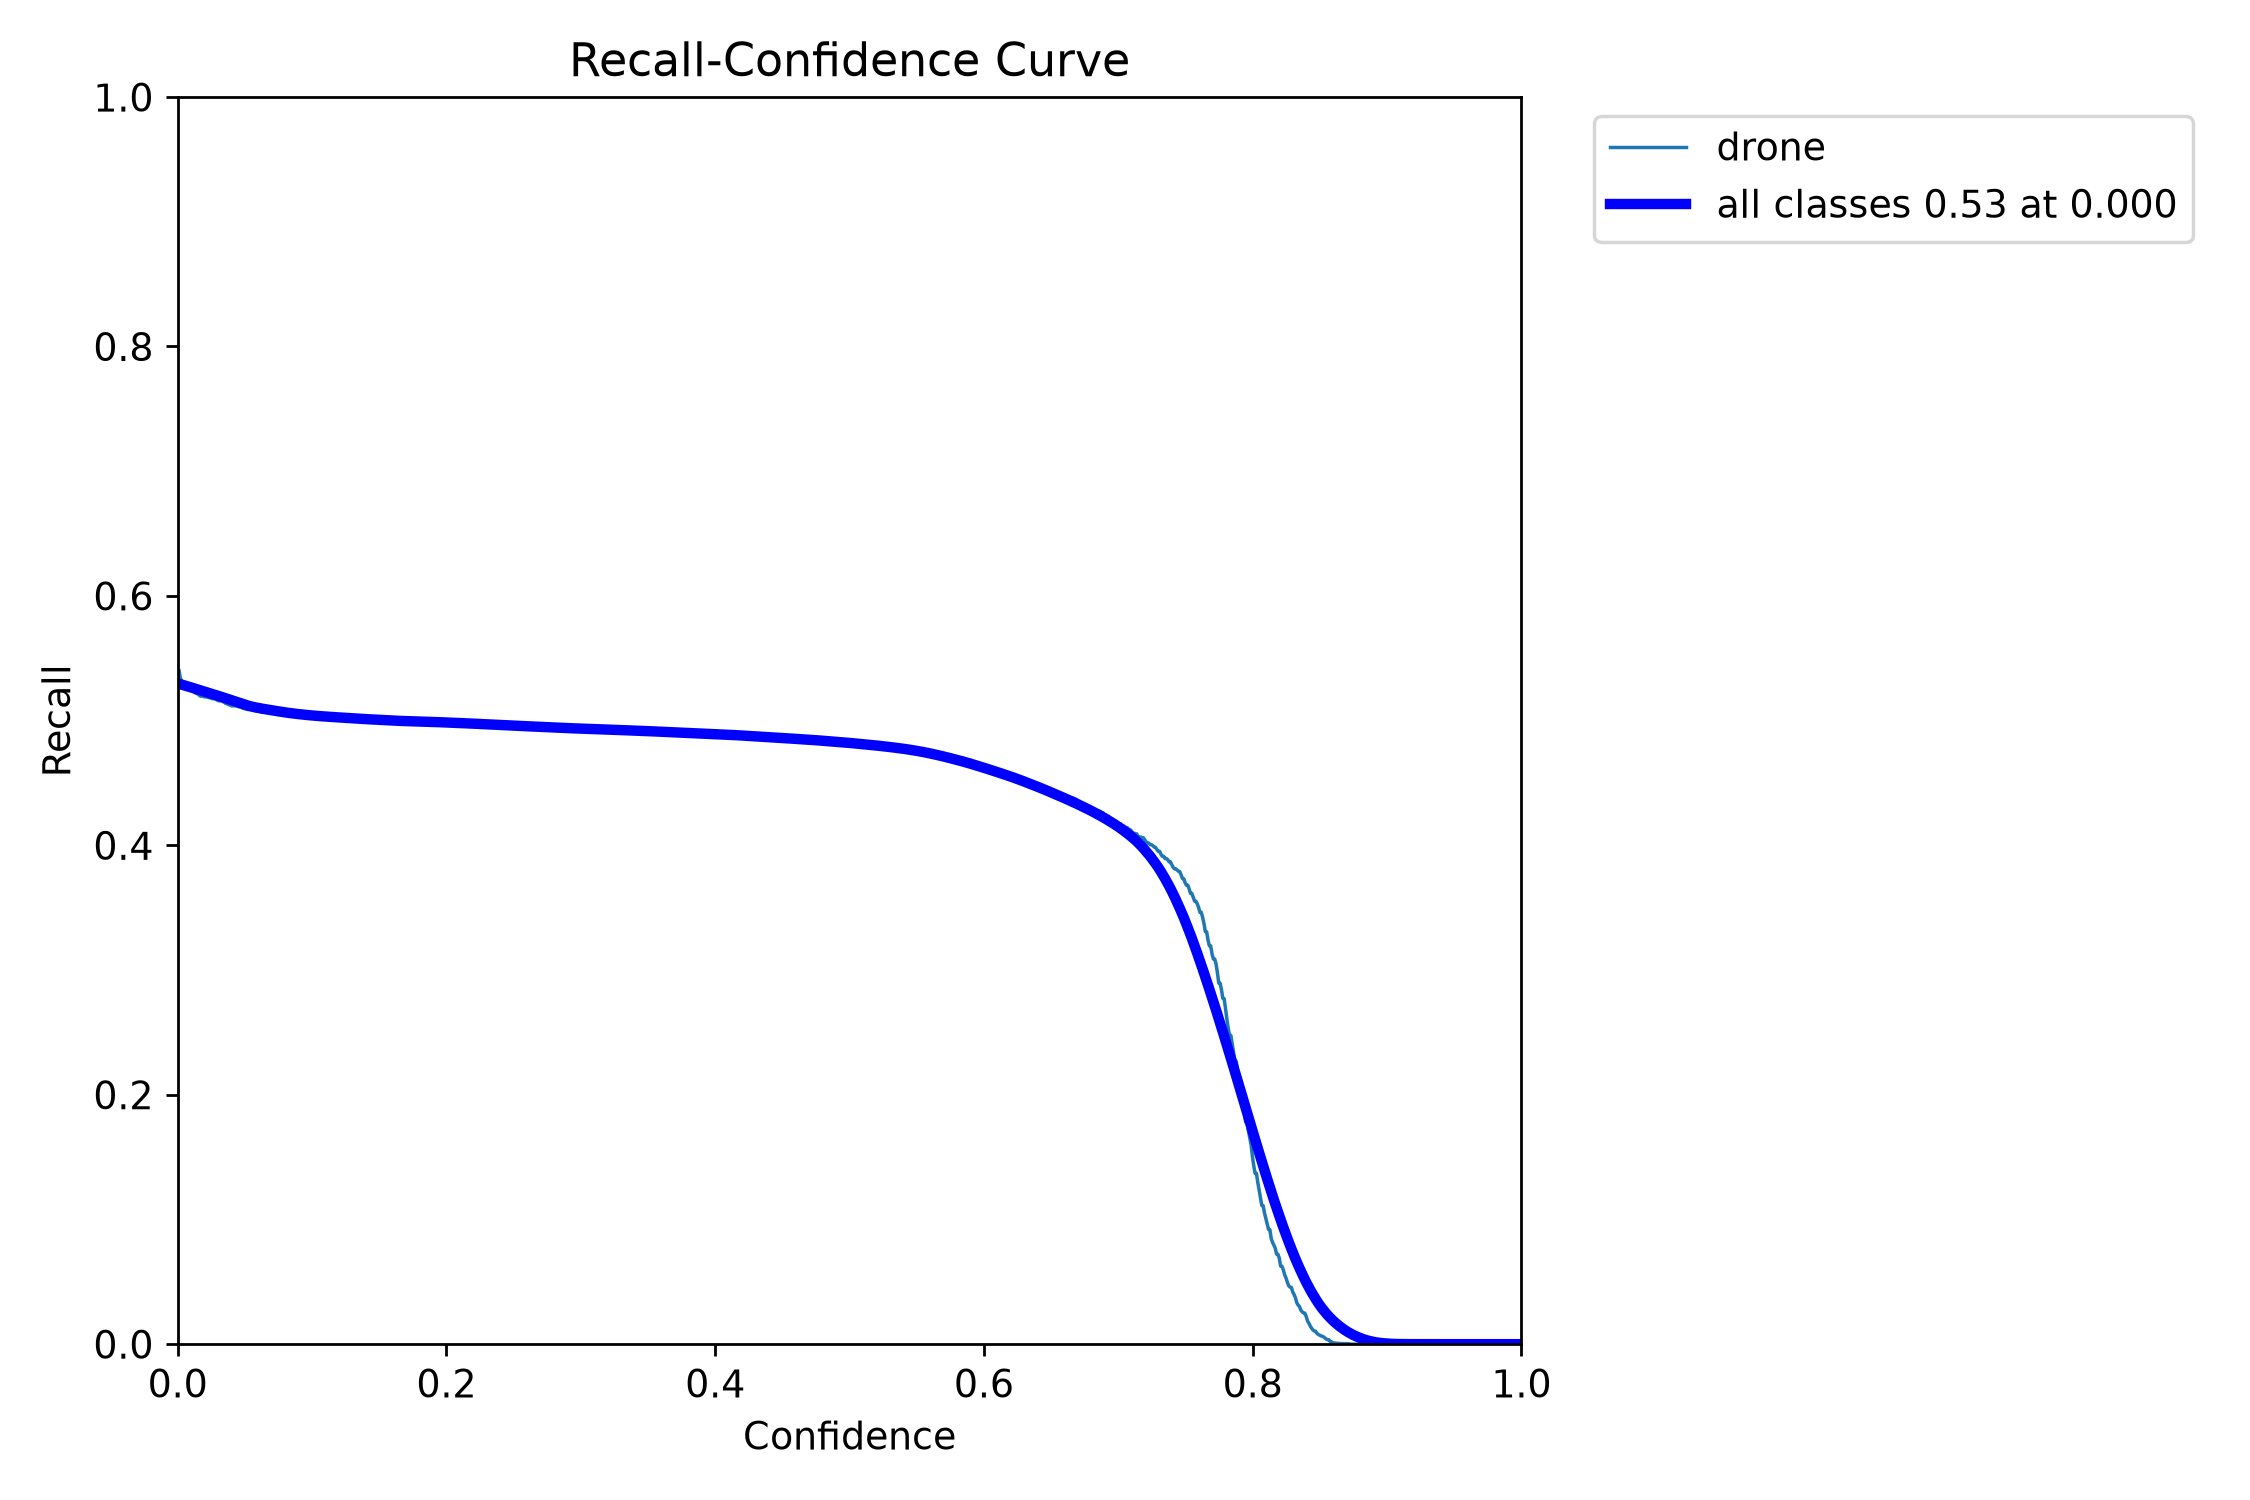 Recall-Confidence Curve
1.0
0.8
0.6
0.4
0.2
0.0
Recall
0.0 0.2 0.4 0.6 0.8 1.0
Confidence
drone
all classes 0.53 at 0.000